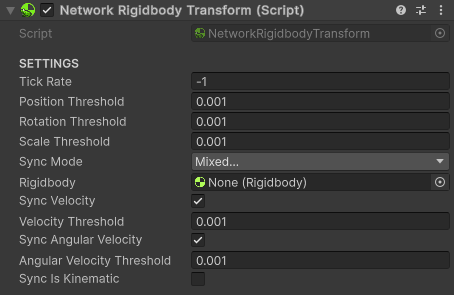 Network Rigidbody Transform (Script)
Script NetworkRigidbodyTransform
SETTINGS
Tick Rate -1
Position Threshold 0.001
Rotation Threshold 0.001
Scale Threshold 0.001
Sync Mode Mixed...
Rigidbody None (Rigidbody)
Sync Velocity
Velocity Threshold 0.001
Sync Angular Velocity
Angular Velocity Threshold 0.001
Sync Is Kinematic